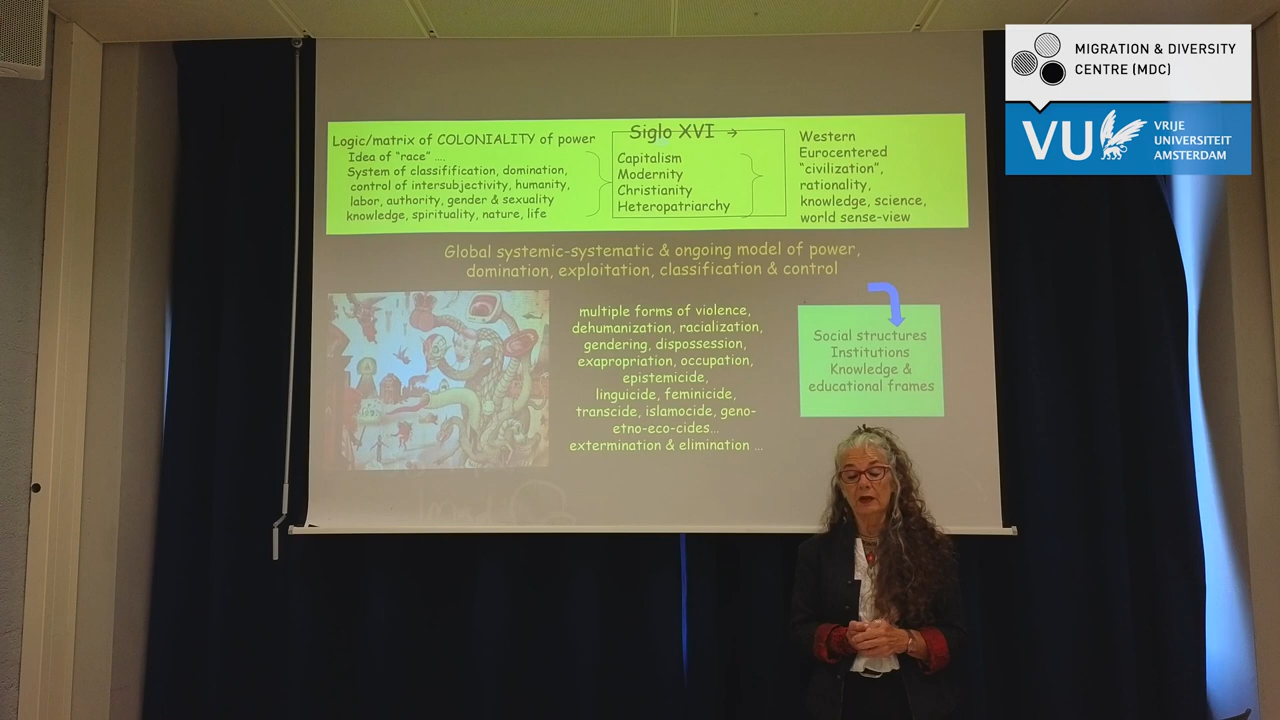 MIGRATION & DIVERSITY
CENTRE (MDC)
VU
VRIJE
UNIVERSITEIT
AMSTERDAM
Logic/matrix of COLONIALITY of power
Idea of "race" ....
System of classifification, domination,
control of intersubjectivity, humanity,
labor, authority, gender & sexuality
knowledge, spirituality, nature, life
Siglo XVI →
Capitalism
Modernity
Christianity
Heteropatriarchy
Western
Eurocentered
"civilization",
rationality,
knowledge, science,
world sense-view
Global systemic-systematic & ongoing model of power,
domination, exploitation, classification & control
multiple forms of violence,
dehumanization, racialization,
gendering, dispossession,
exapropriation, occupation,
epistemicide,
linguicide, feminicide,
transcide, islamocide, geno-
etno-eco-cides...
extermination & elimination ...
Social structures
Institutions
Knowledge &
educational frames